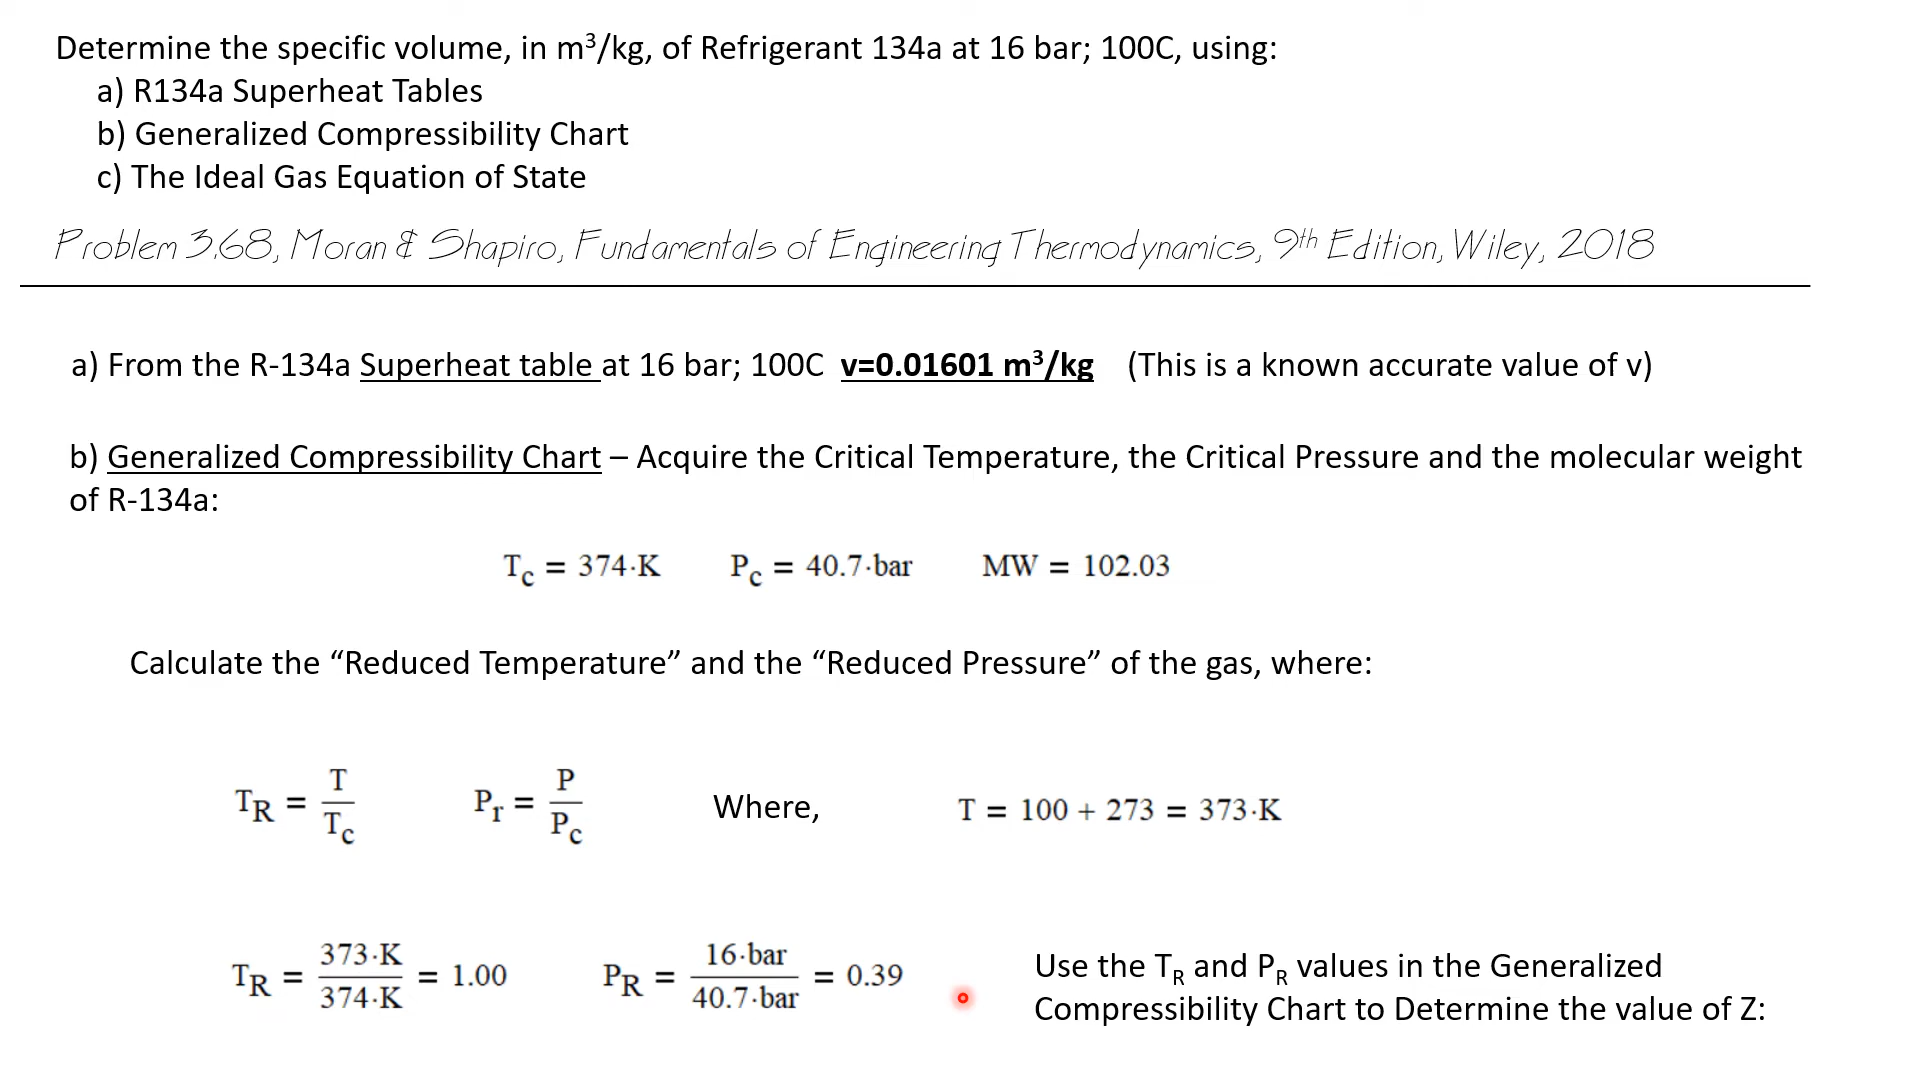 Determine the specific volume, in m³/kg, of Refrigerant 134a at 16 bar; 100C, using:
a) R134a Superheat Tables
b) Generalized Compressibility Chart
c) The Ideal Gas Equation of State
Problem 3.68, Moran & Shapiro, Fundamentals of Engineering Thermodynamics, 9th Edition, Wiley, 2018
a) From the R-134a Superheat table at 16 bar; 100C v=0.01601 m³/kg (This is a known accurate value of v)
b) Generalized Compressibility Chart – Acquire the Critical Temperature, the Critical Pressure and the molecular weight
of R-134a:
Tc = 374·K Pc = 40.7·bar MW = 102.03
Calculate the “Reduced Temperature” and the “Reduced Pressure” of the gas, where:
TR = T/Tc Pr = P/Pc Where, T = 100 + 273 = 373·K
TR = 373·K/374·K = 1.00 PR = 16·bar/40.7·bar = 0.39
Use the TR and PR values in the Generalized
Compressibility Chart to Determine the value of Z: